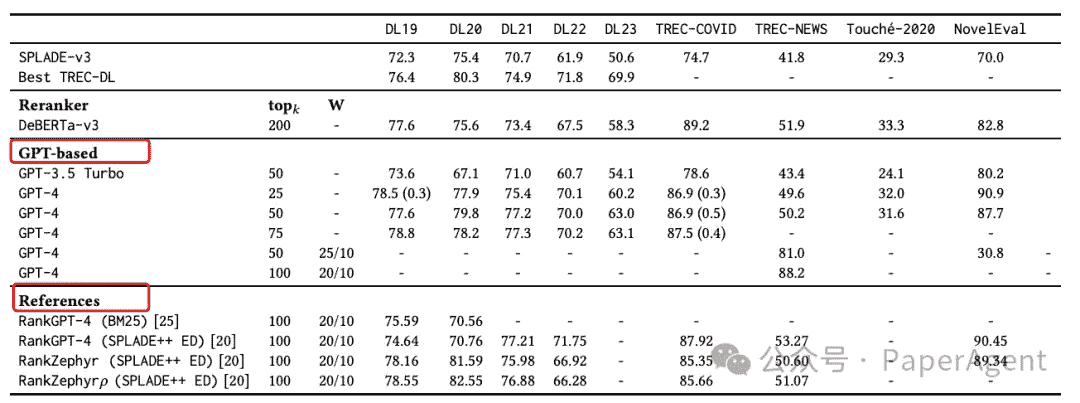 DL19 DL20 DL21 DL22 DL23 TREC-COVID TREC-NEWS Touché-2020 NovelEval
SPLADE-v3 72.3 75.4 70.7 61.9 50.6 74.7 41.8 29.3 70.0
Best TREC-DL 76.4 80.3 74.9 71.8 69.9 - - - -
Reranker topk W
DeBERTa-v3 200 - 77.6 75.6 73.4 67.5 58.3 89.2 51.9 33.3 82.8
GPT-based
GPT-3.5 Turbo 50 - 73.6 67.1 71.0 60.7 54.1 78.6 43.4 24.1 80.2
GPT-4 25 - 78.5 (0.3) 77.9 75.4 70.1 60.2 86.9 (0.3) 49.6 32.0 90.9
GPT-4 50 - 77.6 79.8 77.2 70.0 63.0 86.9 (0.5) 50.2 31.6 87.7
GPT-4 75 - 78.8 78.2 77.3 70.2 63.1 87.5 (0.4) - - -
GPT-4 50 25/10 - - - - - - 81.0 - 30.8 -
GPT-4 100 20/10 - - - - - - 88.2 - - -
References
RankGPT-4 (BM25) [25] 100 20/10 75.59 70.56 - - - - - - -
RankGPT-4 (SPLADE++ ED) [20] 100 20/10 74.64 70.76 77.21 71.75 - 87.92 53.27 - 90.45
RankZephyr (SPLADE++ ED) [20] 100 20/10 78.16 81.59 75.98 66.92 - 85.35 50.60 - 89.34
RankZephyrρ (SPLADE++ ED) [20] 100 20/10 78.55 82.55 76.88 66.28 - 85.66 51.07 - -
公众号 · PaperAgent